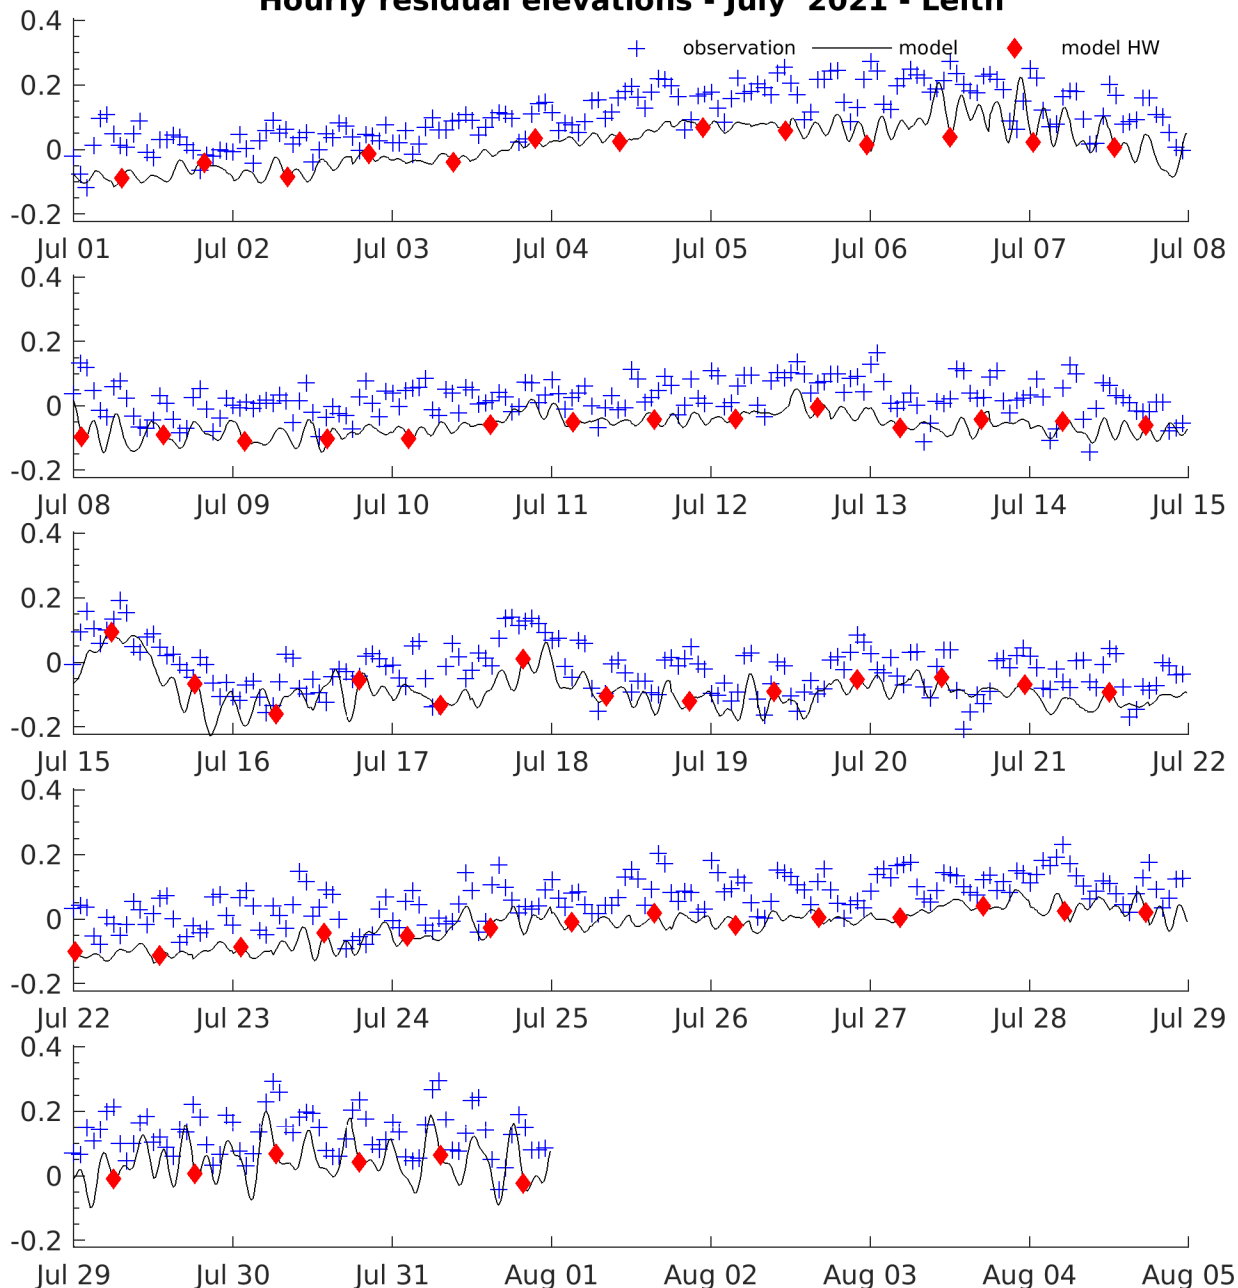 Hourly residual elevations - July 2021 - Leith
observation model model HW
0.4
0.2
0
-0.2
Jul 01 Jul 02 Jul 03 Jul 04 Jul 05 Jul 06 Jul 07 Jul 08
0.4
0.2
0
-0.2
Jul 08 Jul 09 Jul 10 Jul 11 Jul 12 Jul 13 Jul 14 Jul 15
0.4
0.2
0
-0.2
Jul 15 Jul 16 Jul 17 Jul 18 Jul 19 Jul 20 Jul 21 Jul 22
0.4
0.2
0
-0.2
Jul 22 Jul 23 Jul 24 Jul 25 Jul 26 Jul 27 Jul 28 Jul 29
0.4
0.2
0
-0.2
Jul 29 Jul 30 Jul 31 Aug 01 Aug 02 Aug 03 Aug 04 Aug 05